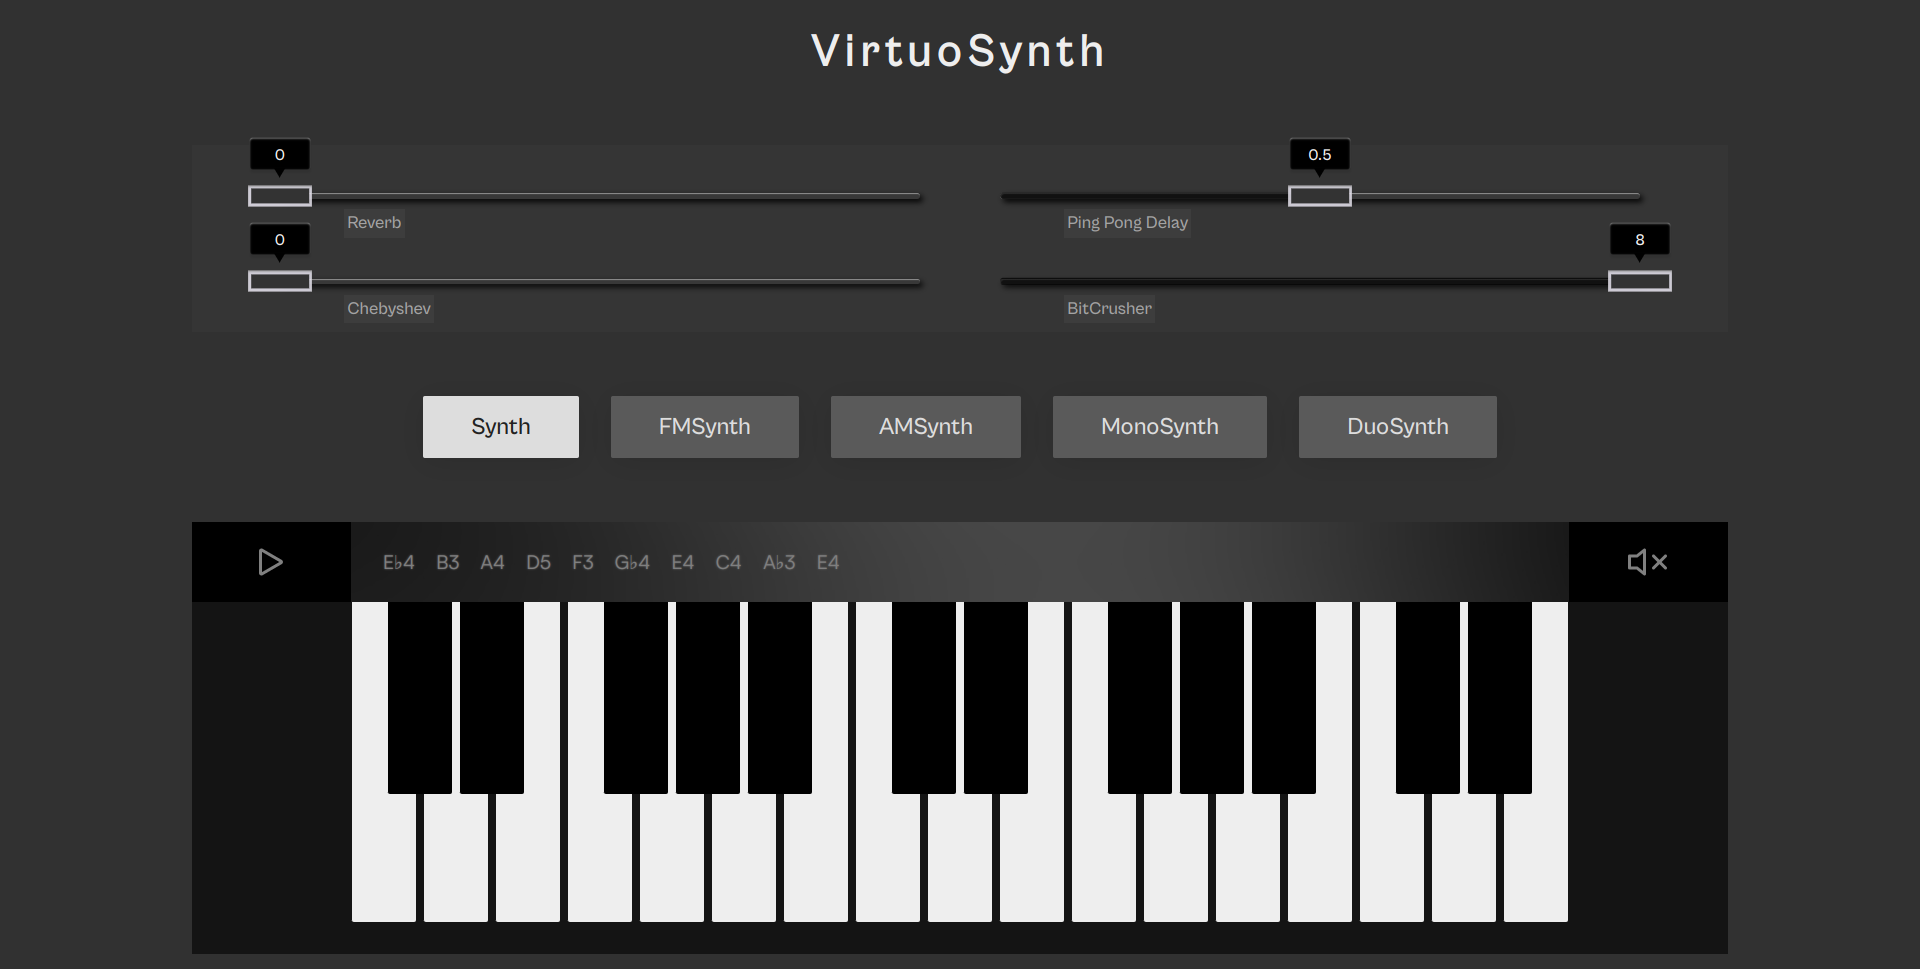 VirtuoSynth
0
0.5
Reverb
Ping Pong Delay
0
8
Chebyshev
BitCrusher
Synth
FMSynth
AMSynth
MonoSynth
DuoSynth
E♭4 B3 A4 D5 F3 G♭4 E4 C4 A♭3 E4